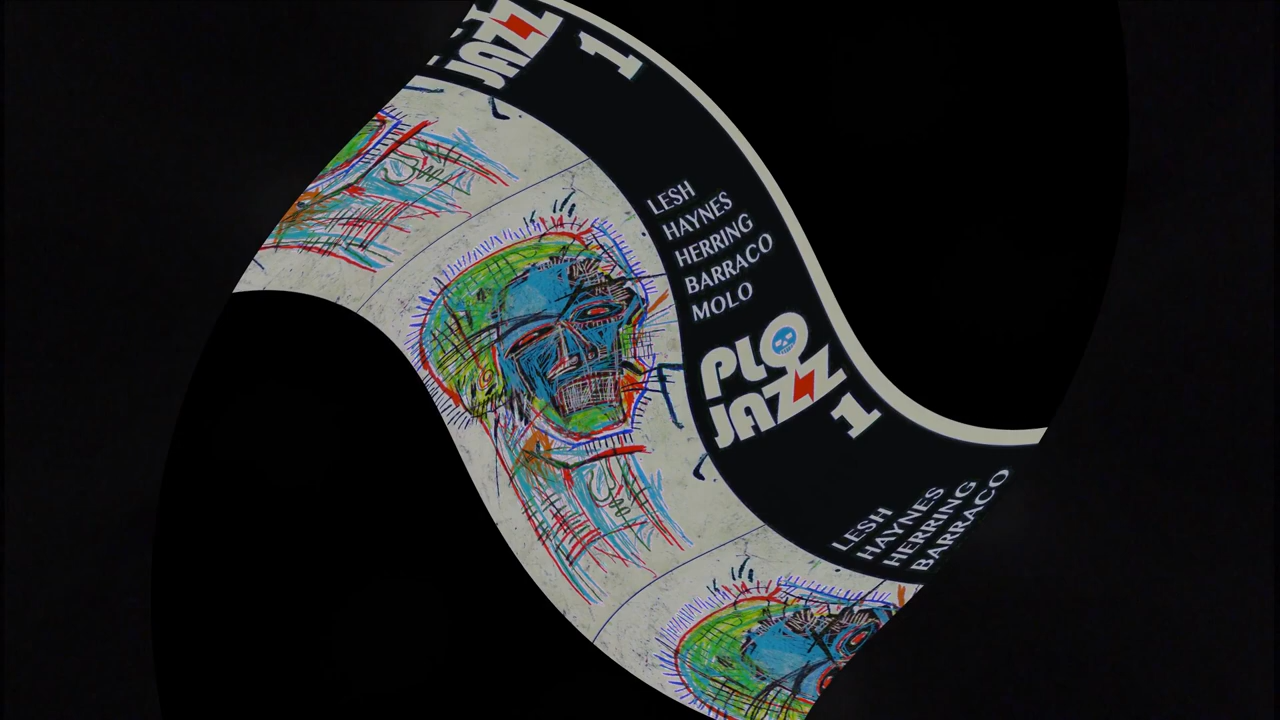 JAZZ
1
LESH
HAYNES
HERRING
BARRACO
MOLO
PLO
JAZZ
1
LESH
HAYNES
HERRING
BARRACO